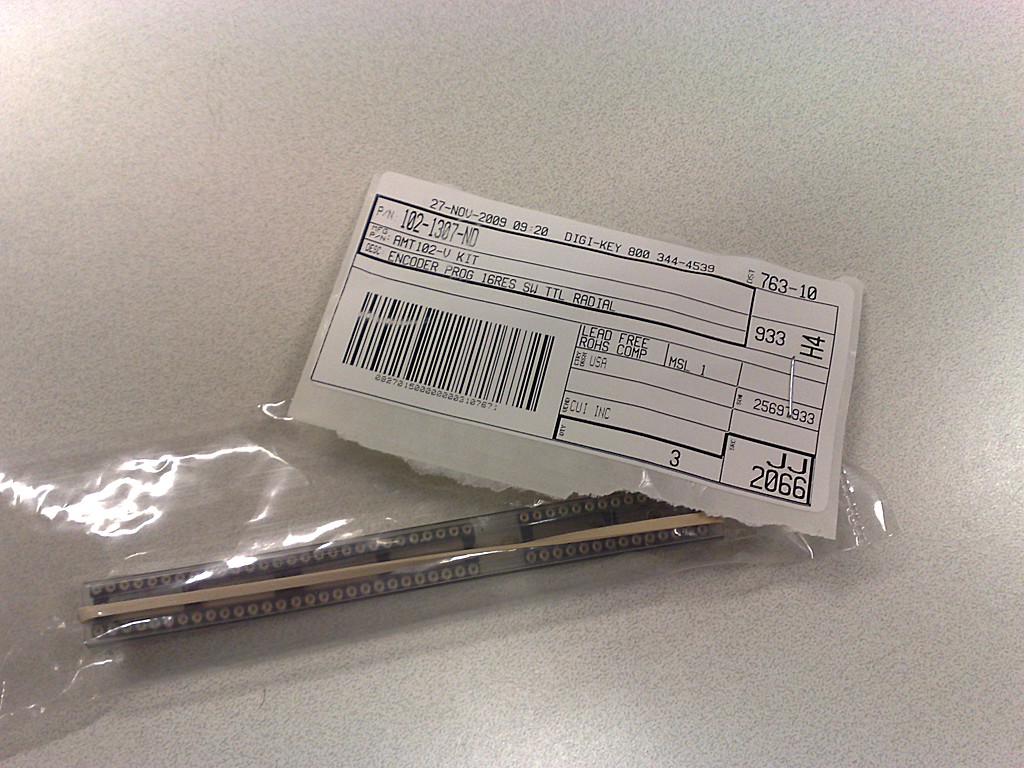 27-NOV-2009 09:20 DIGI-KEY 800 344-4539
P/N: 102-1307-ND
MFG P/N: AMT102-V KIT
DESC: ENCODER PROG 16RES SW TTL RADIAL
763-10
933 H4
LEAD FREE
ROHS COMP
MSL 1
USA
25691933
CUI INC
3
JJ
2066